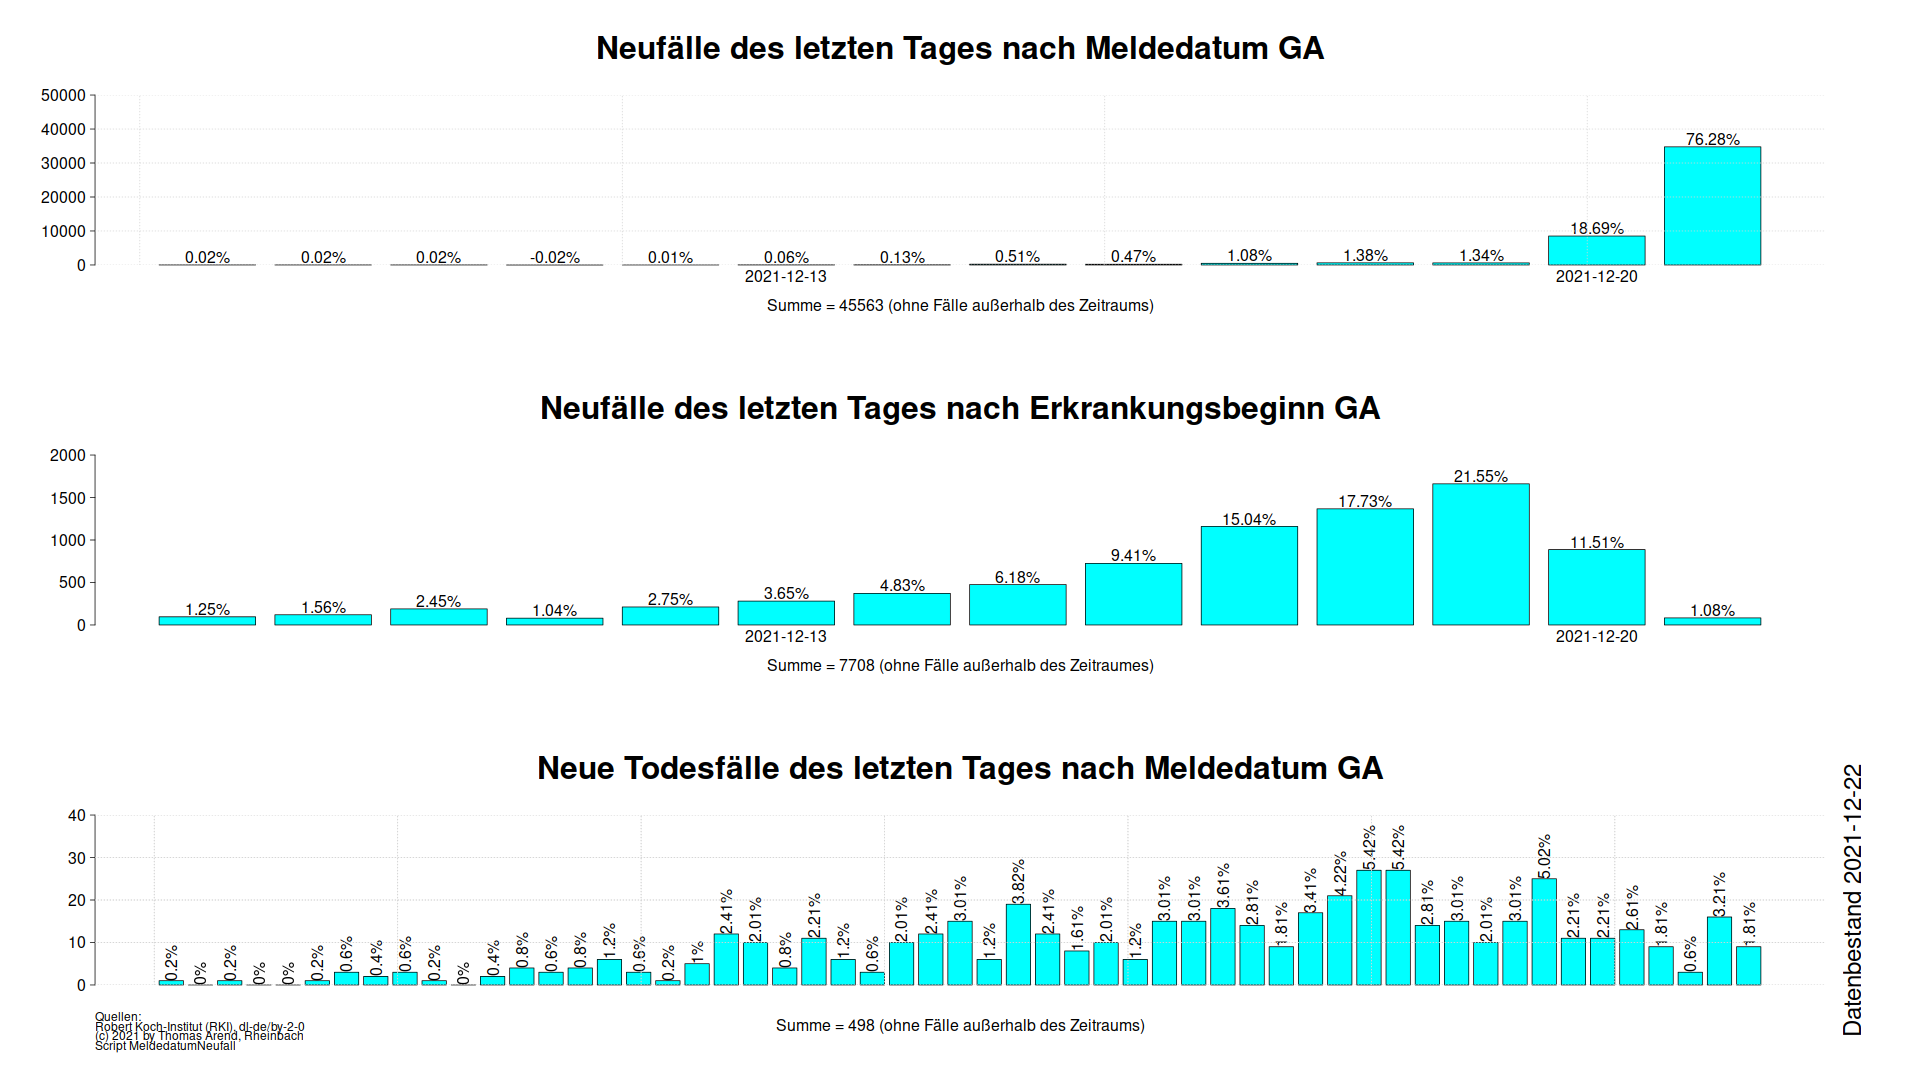 Neufälle des letzten Tages nach Meldedatum GA
50000
40000
30000
20000
10000
0
0.02% 0.02% 0.02% -0.02% 0.01% 0.06% 0.13% 0.51% 0.47% 1.08% 1.38% 1.34% 18.69% 76.28%
2021-12-13 2021-12-20
Summe = 45563 (ohne Fälle außerhalb des Zeitraums)
Neufälle des letzten Tages nach Erkrankungsbeginn GA
2000
1500
1000
500
0
1.25% 1.56% 2.45% 1.04% 2.75% 3.65% 4.83% 6.18% 9.41% 15.04% 17.73% 21.55% 11.51% 1.08%
2021-12-13 2021-12-20
Summe = 7708 (ohne Fälle außerhalb des Zeitraumes)
Neue Todesfälle des letzten Tages nach Meldedatum GA
40
30
20
10
0
0.2% 0% 0.2% 0% 0% 0.2% 0.6% 0.4% 0.6% 0.2% 0% 0.4% 0.8% 0.6% 0.8% 1.2% 0.6% 0.2% 1% 2.41% 2.01% 0.8% 2.21% 1.2% 0.6% 2.01% 2.41% 3.01% 1.2% 3.82% 2.41% 1.61% 2.01% 1.2% 3.01% 3.01% 3.61% 2.81% 1.81% 3.41% 4.22% 5.42% 5.42% 2.81% 3.01% 2.01% 3.01% 5.02% 2.21% 2.21% 2.61% 1.81% 0.6% 3.21% 1.81%
Summe = 498 (ohne Fälle außerhalb des Zeitraums)
Quellen:
Robert Koch-Institut (RKI), dl-de/by-2-0
(c) 2021 by Thomas Arend, Rheinbach
Script MeldedatumNeufall
Datenbestand 2021-12-22